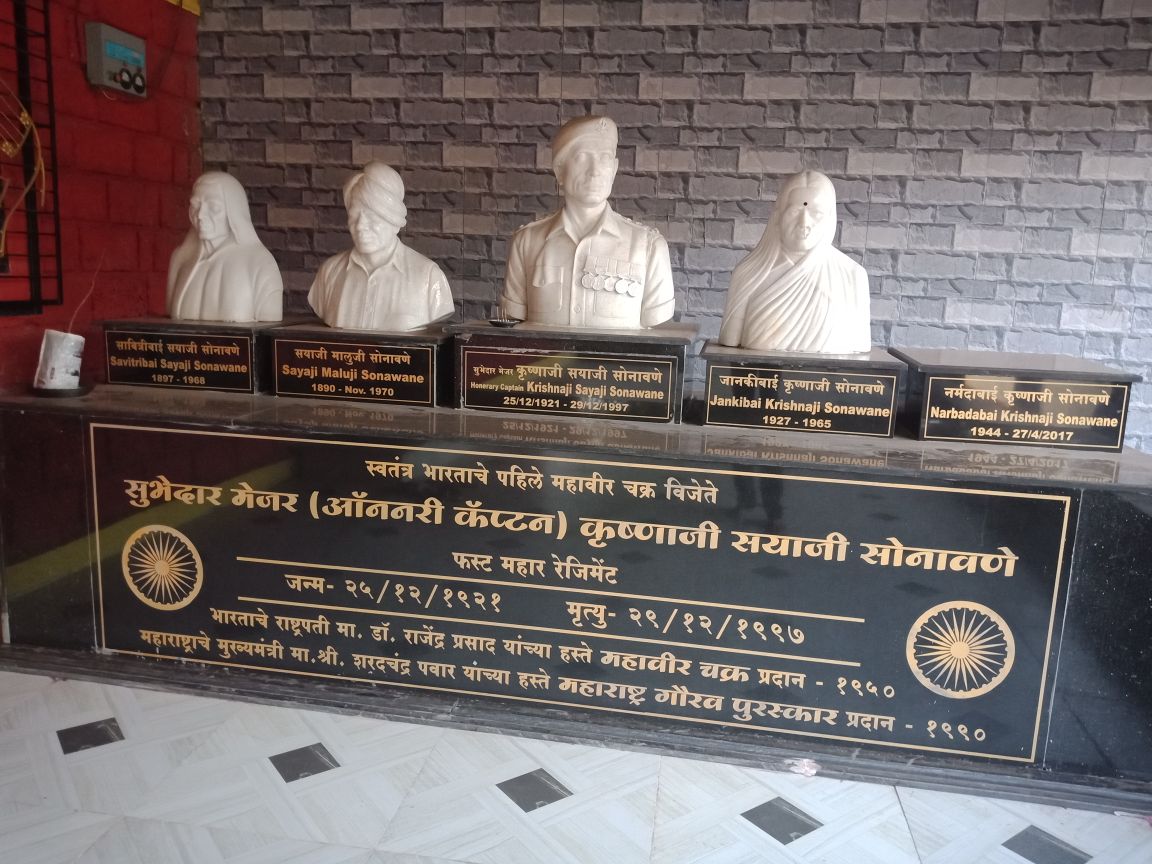 सावित्रीबाई सयाजी सोनावणे
Savitribai Sayaji Sonawane
1897 - 1968
सयाजी मालुजी सोनावणे
Sayaji Maluji Sonawane
1890 - Nov. 1970
सुभेदार मेजर कृष्णाजी सयाजी सोनावणे
Honorary Captain Krishnaji Sayaji Sonawane
25/12/1921 - 29/12/1997
जानकीबाई कृष्णाजी सोनावणे
Jankibai Krishnaji Sonawane
1927 - 1965
नर्मदाबाई कृष्णाजी सोनावणे
Narbadabai Krishnaji Sonawane
1944 - 27/4/2017
स्वतंत्र भारताचे पहिले महावीर चक्र विजेते
सुभेदार मेजर (ऑननरी कॅप्टन) कृष्णाजी सयाजी सोनावणे
फस्ट महार रेजिमेंट
जन्म- २५/१२/१९२१ मृत्यु- २९/१२/१९९७
भारताचे राष्ट्रपती मा. डॉ. राजेंद्र प्रसाद यांच्या हस्ते महावीर चक्र प्रदान - १९५०
महाराष्ट्राचे मुख्यमंत्री मा.श्री. शरदचंद्र पवार यांच्या हस्ते महाराष्ट्र गौरव पुरस्कार प्रदान - १९९०